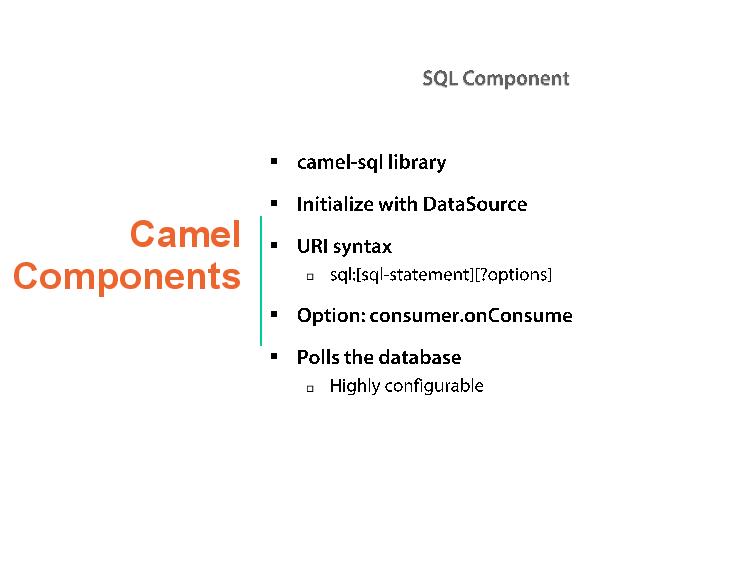 SQL Component
Camel
Components
▪ camel-sql library
▪ Initialize with DataSource
▪ URI syntax
▫ sql:[sql-statement][?options]
▪ Option: consumer.onConsume
▪ Polls the database
▫ Highly configurable